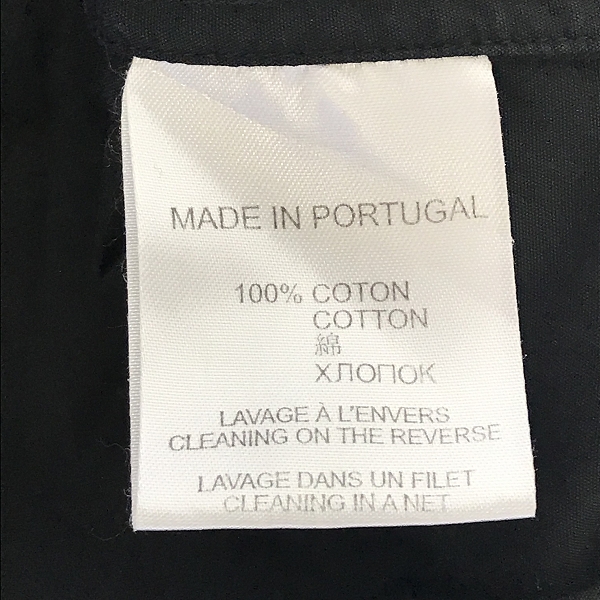 MADE IN PORTUGAL
100% COTON
COTTON
綿
ХЛОПОК
LAVAGE À L'ENVERS
CLEANING ON THE REVERSE
LAVAGE DANS UN FILET
CLEANING IN A NET